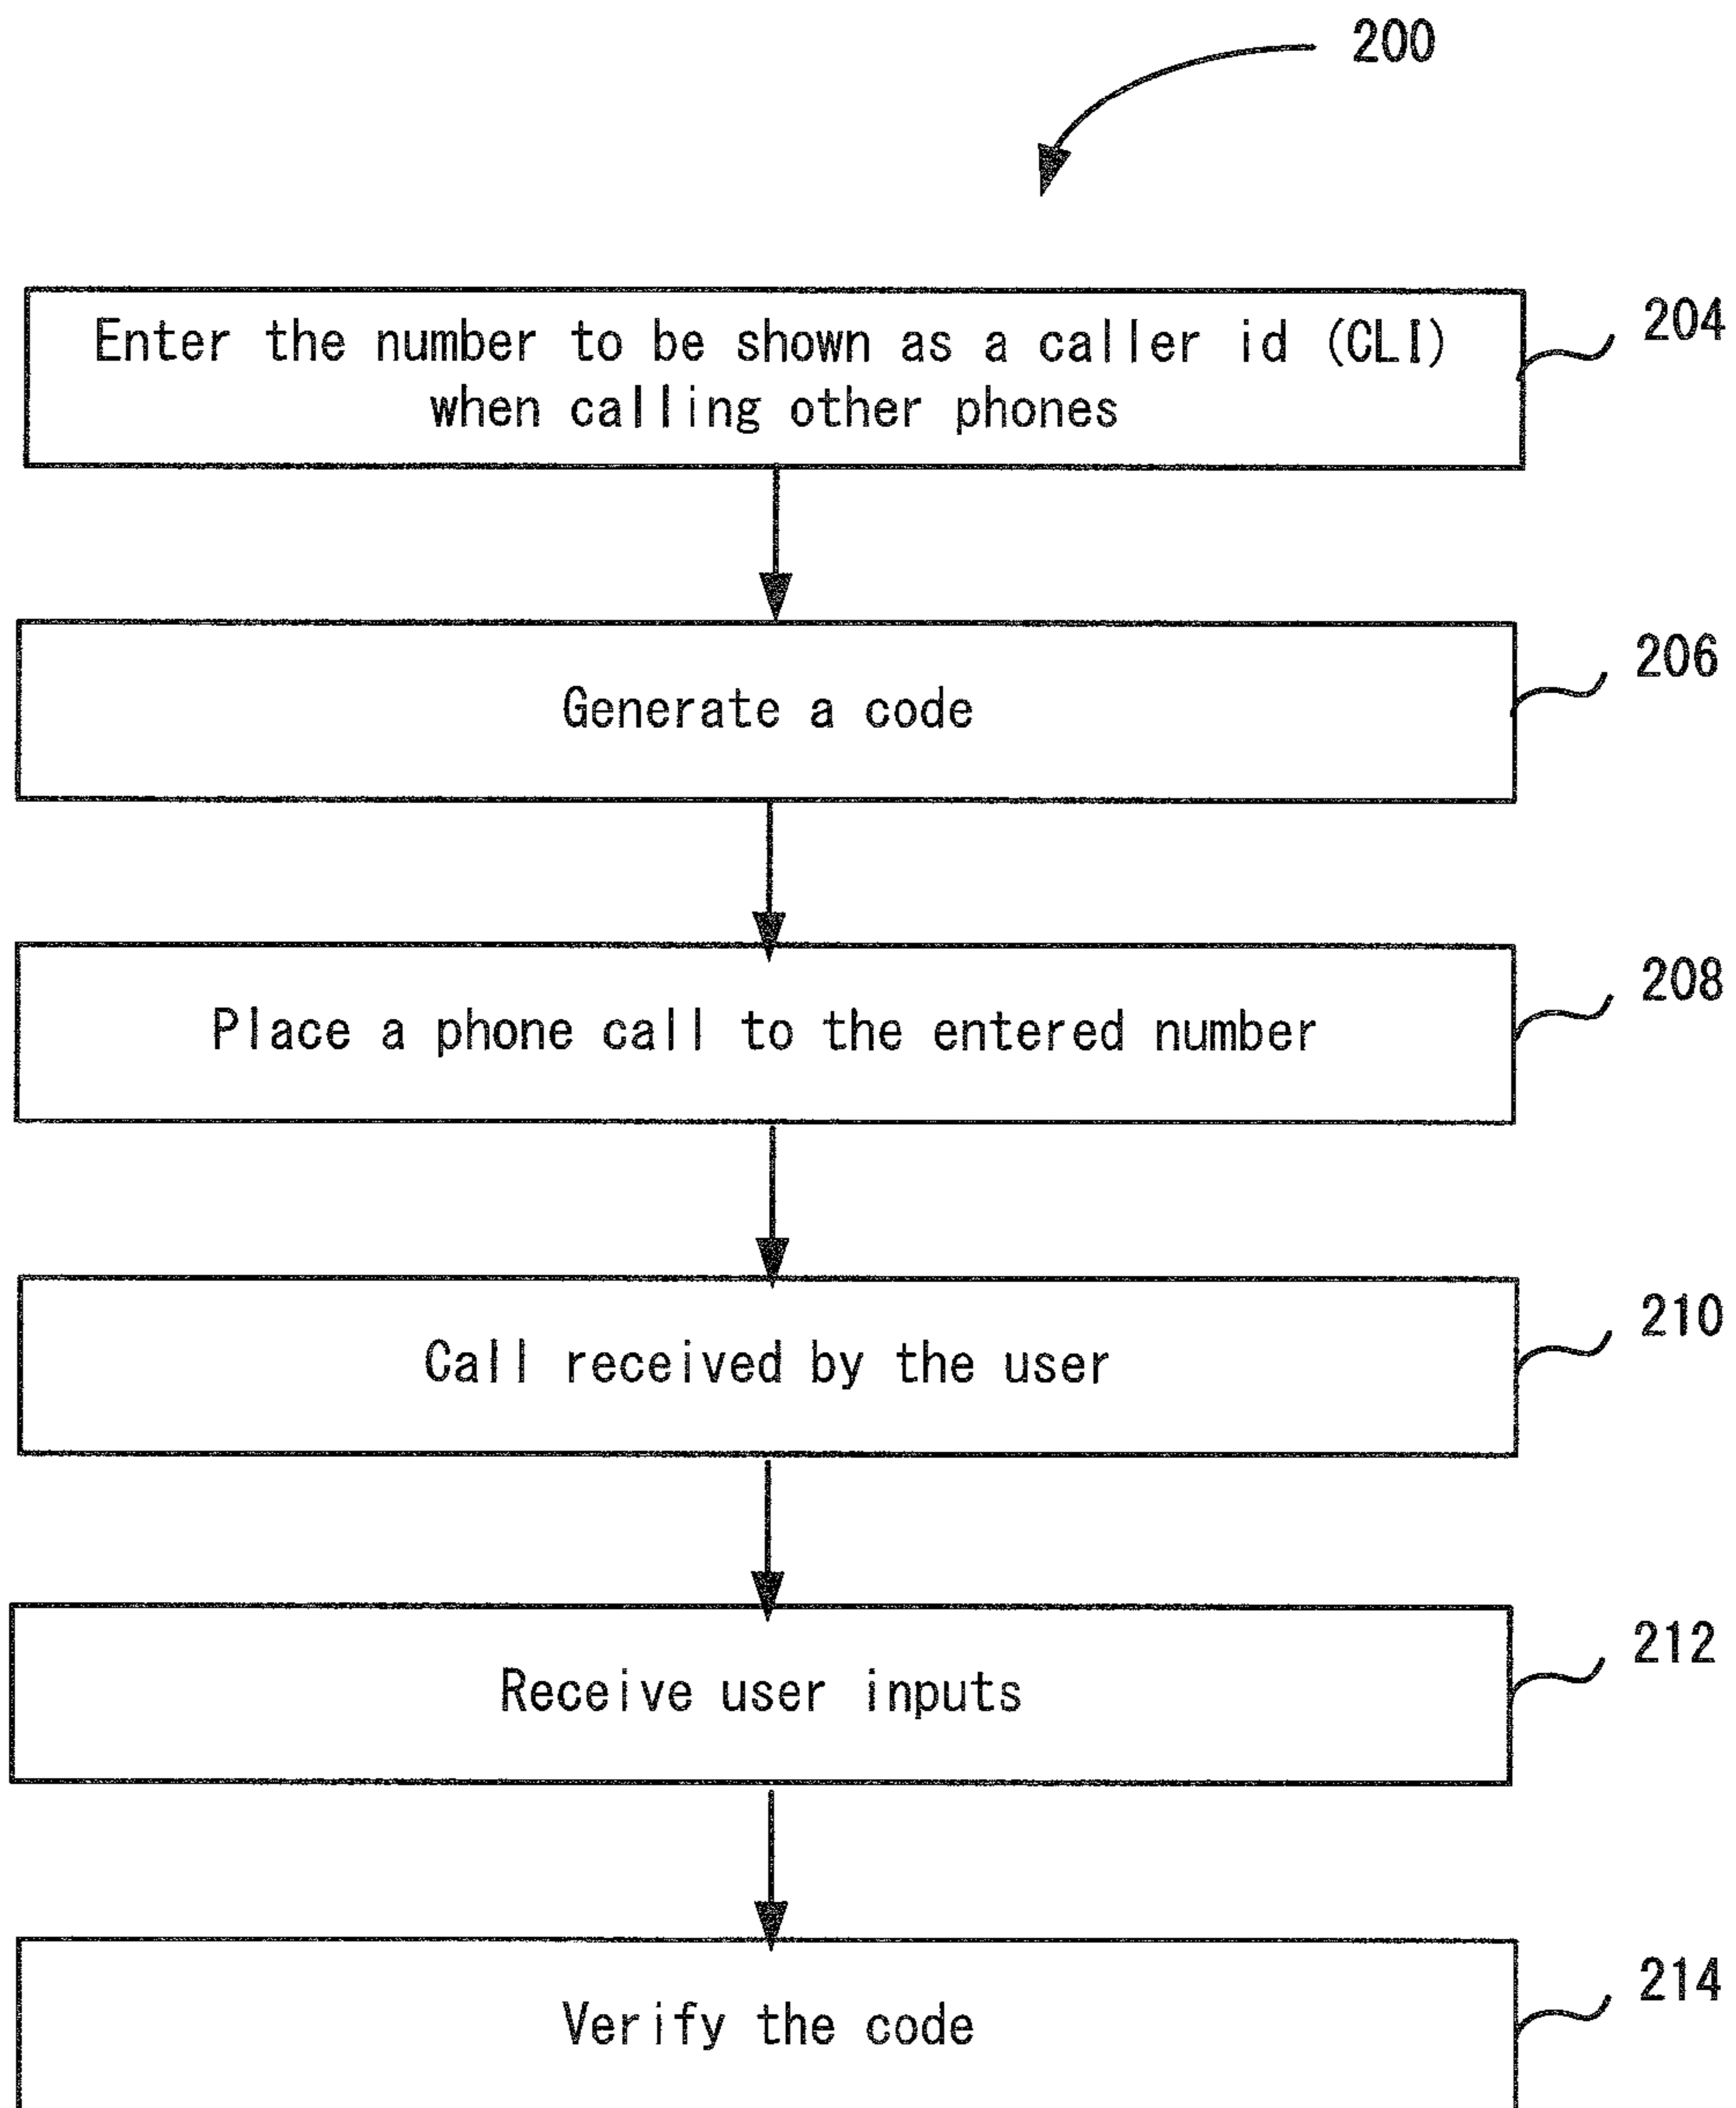 200
Enter the number to be shown as a caller id (CLI)
when calling other phones
204
Generate a code
206
Place a phone call to the entered number
208
Call received by the user
210
Receive user inputs
212
Verify the code
214